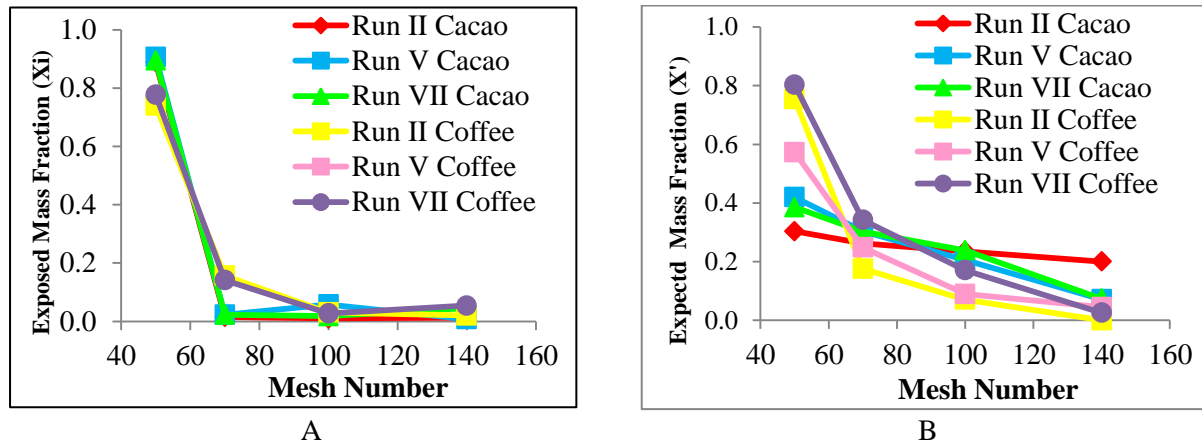 Exposed Mass Fraction (Xi)
1.0
0.8
0.6
0.4
0.2
0.0
Run II Cacao
Run V Cacao
Run VII Cacao
Run II Coffee
Run V Coffee
Run VII Coffee
40 60 80 100 120 140 160
Mesh Number
A
Expectd Mass Fraction (X')
1.0
0.8
0.6
0.4
0.2
0.0
Run II Cacao
Run V Cacao
Run VII Cacao
Run II Coffee
Run V Coffee
Run VII Coffee
40 60 80 100 120 140 160
Mesh Number
B